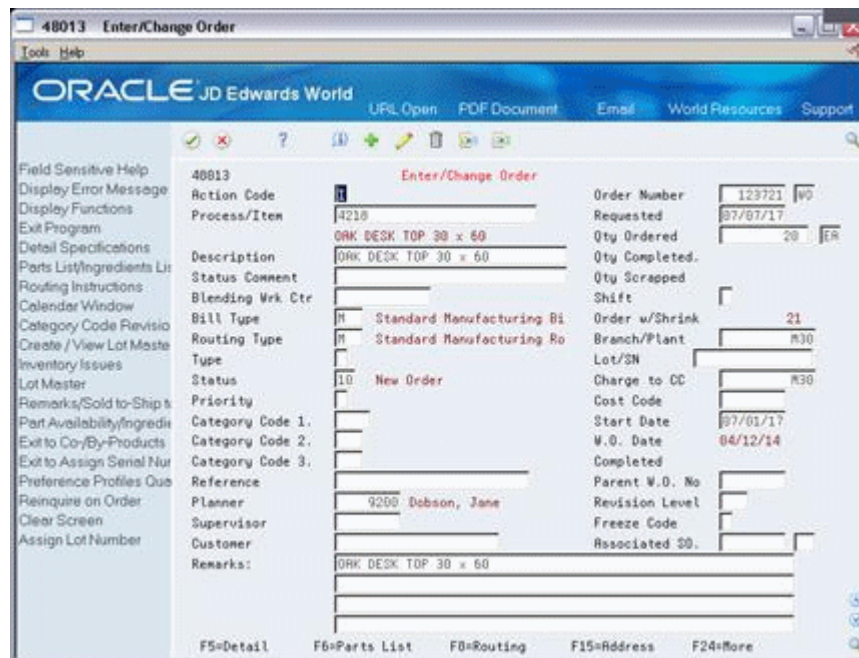 48013 Enter/Change Order
Tools Help
ORACLE JD Edwards World
URL Open PDF Document Email World Resources Support
Field Sensitive Help
Display Error Message
Display Functions
Exit Program
Detail Specifications
Parts List/Ingredients Lis
Routing Instructions
Calendar Window
Category Code Revisio
Create / View Lot Maste
Inventory Issues
Lot Master
Remarks/Sold to-Ship t
Part Availability/Ingredie
Exit to Co-/By-Products
Exit to Assign Serial Nur
Preference Profiles Que
Reinquire on Order
Clear Screen
Assign Lot Number
48013 Enter/Change Order
Action Code I Order Number 123721 WO
Process/Item 4210 Requested 07/07/17
OAK DESK TOP 30 x 60 Qty Ordered 20 EA
Description OAK DESK TOP 30 x 60 Qty Completed.
Status Comment Qty Scrapped
Blending Wrk Ctr Shift
Bill Type M Standard Manufacturing Bi Order w/Shrink 21
Routing Type M Standard Manufacturing Ro Branch/Plant M30
Type Lot/SN
Status 10 New Order Charge to CC M30
Priority Cost Code
Category Code 1. Start Date 07/01/17
Category Code 2. W.O. Date 04/12/14
Category Code 3. Completed
Reference Parent W.O. No
Planner 9200 Dobson, Jane Revision Level
Supervisor Freeze Code
Customer Associated SO.
Remarks: OAK DESK TOP 30 x 60
F5=Detail F6=Parts List F8=Routing F15=Address F24=More